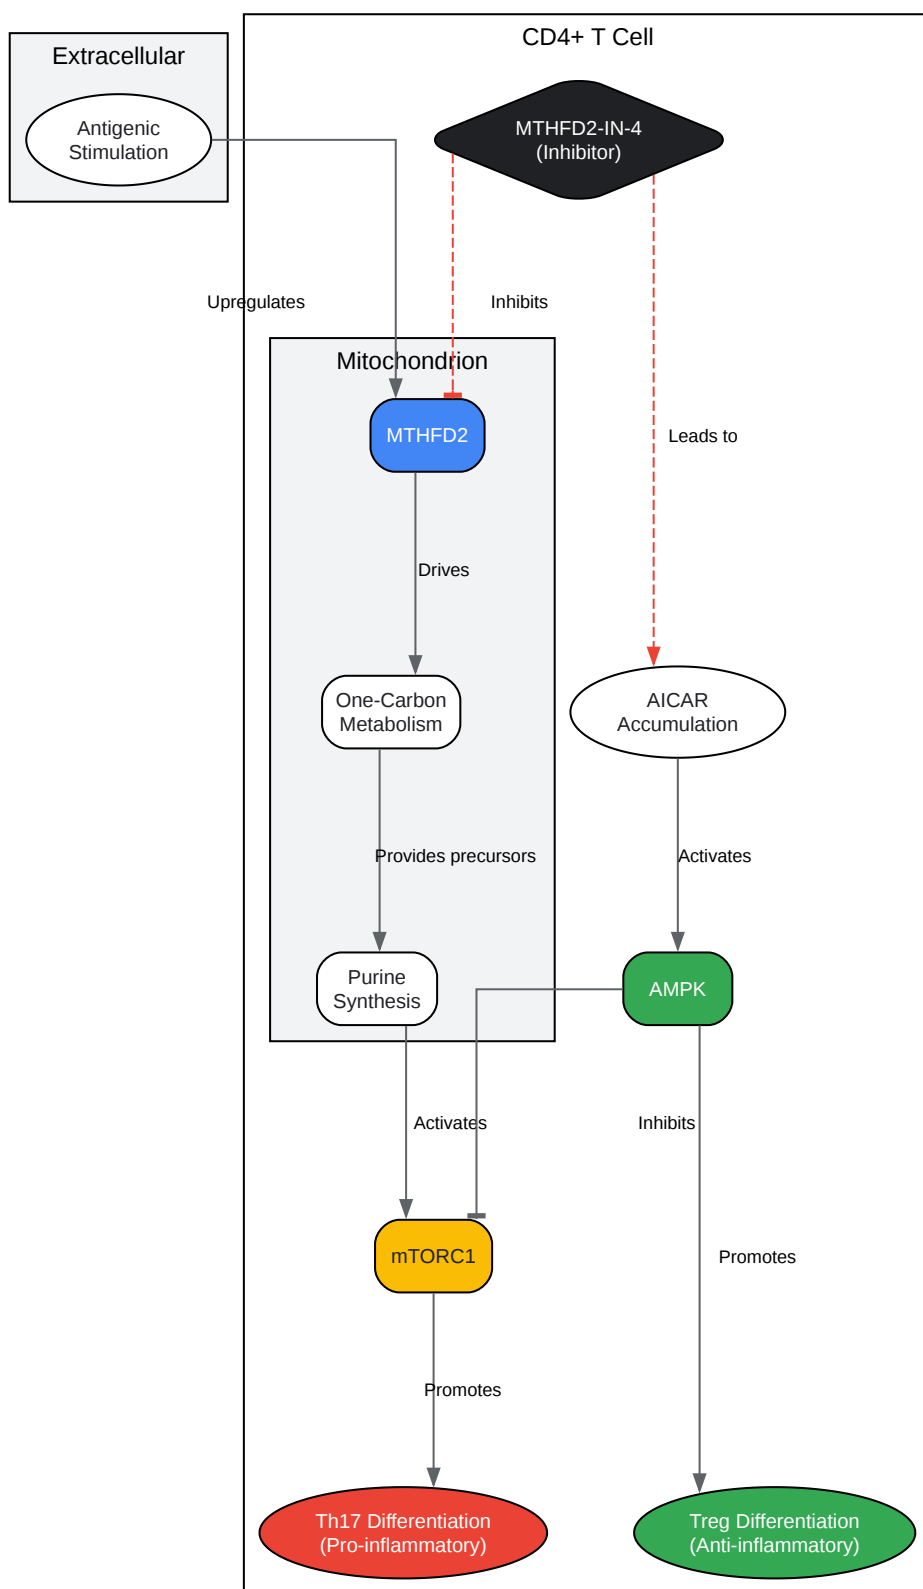 CD4+ T Cell
Extracellular
Antigenic
Stimulation
MTHFD2-IN-4
(Inhibitor)
Upregulates
Inhibits
Mitochondrion
MTHFD2
Leads to
Drives
One-Carbon
Metabolism
AICAR
Accumulation
Provides precursors
Activates
Purine
Synthesis
AMPK
Activates
Inhibits
mTORC1
Promotes
Promotes
Th17 Differentiation
(Pro-inflammatory)
Treg Differentiation
(Anti-inflammatory)